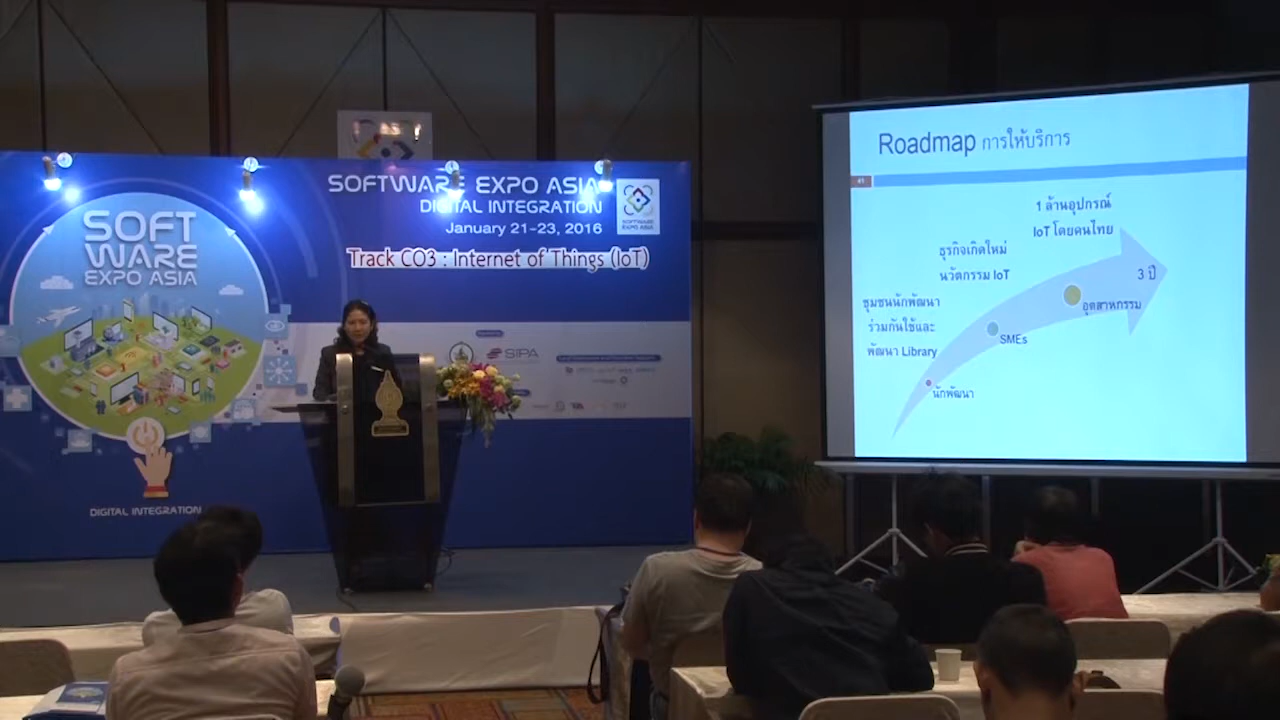 SOFTWARE EXPO ASIA
DIGITAL INTEGRATION
January 21-23, 2016
Track CO3 : Internet of Things (IoT)
SOFTWARE
EXPO ASIA
SOFT
WARE
EXPO ASIA
DIGITAL INTEGRATION
SIPA
Roadmap การให้บริการ
41
1 ล้านอุปกรณ์
IoT โดยคนไทย
ธุรกิจเกิดใหม่
นวัตกรรม IoT
3 ปี
ชุมชนนักพัฒนา
ร่วมกันใช้และ
พัฒนา Library
อุตสาหกรรม
SMEs
นักพัฒนา